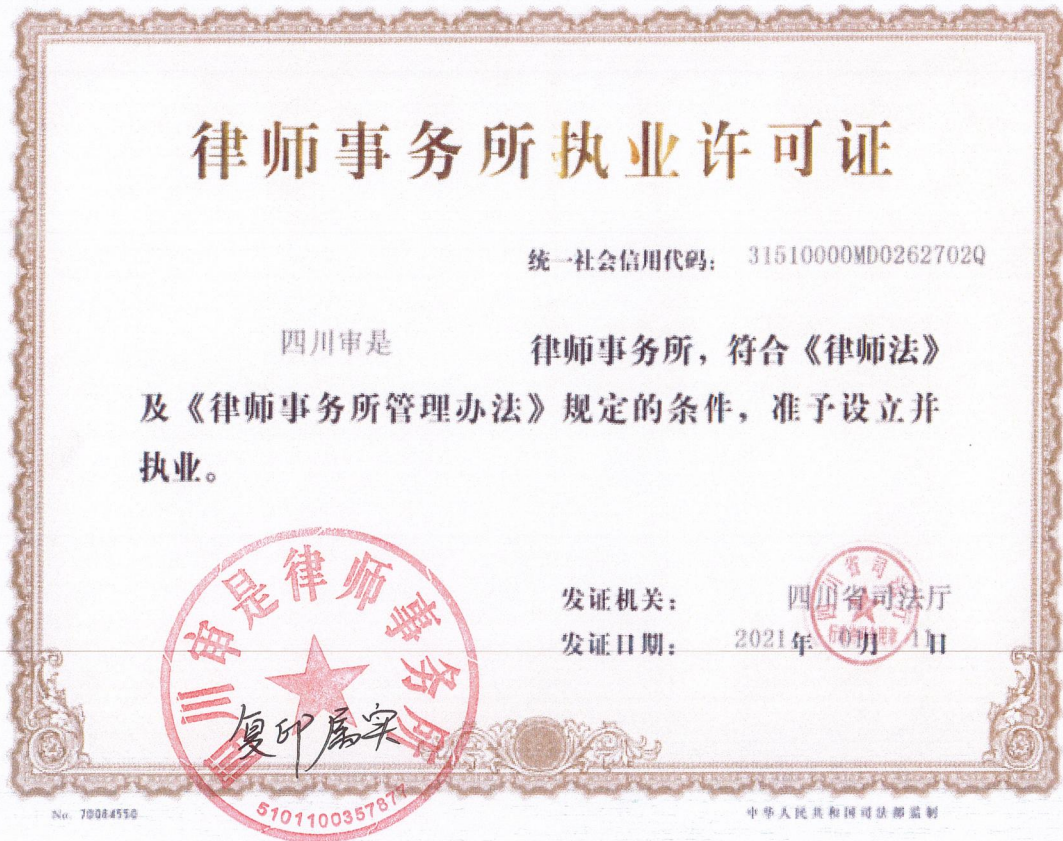 律师事务所执业许可证
统一社会信用代码： 31510000MD0262702Q
四川审是 律师事务所，符合《律师法》
及《律师事务所管理办法》规定的条件，准予设立并
执业。
发证机关： 四川省司法厅
发证日期： 2021年 月 11日
四川审是律师事务所
复印属实
5101100357877
No. 70084550
中华人民共和国司法部监制